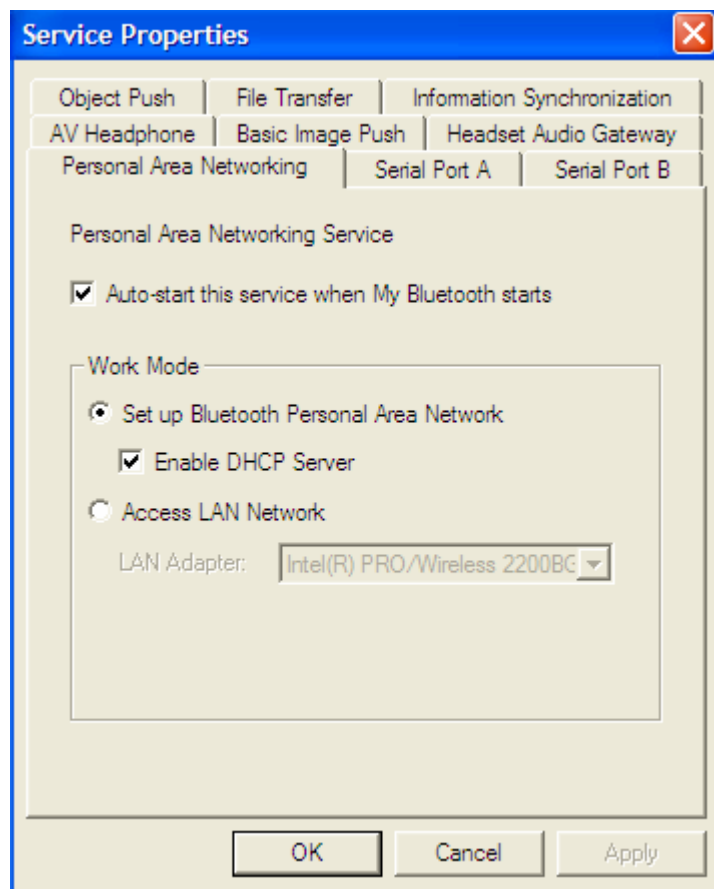 Service Properties
Object Push File Transfer Information Synchronization
AV Headphone Basic Image Push Headset Audio Gateway
Personal Area Networking Serial Port A Serial Port B
Personal Area Networking Service
Auto-start this service when My Bluetooth starts
Work Mode
Set up Bluetooth Personal Area Network
Enable DHCP Server
Access LAN Network
LAN Adapter: Intel(R) PRO/Wireless 2200BG
OK Cancel Apply